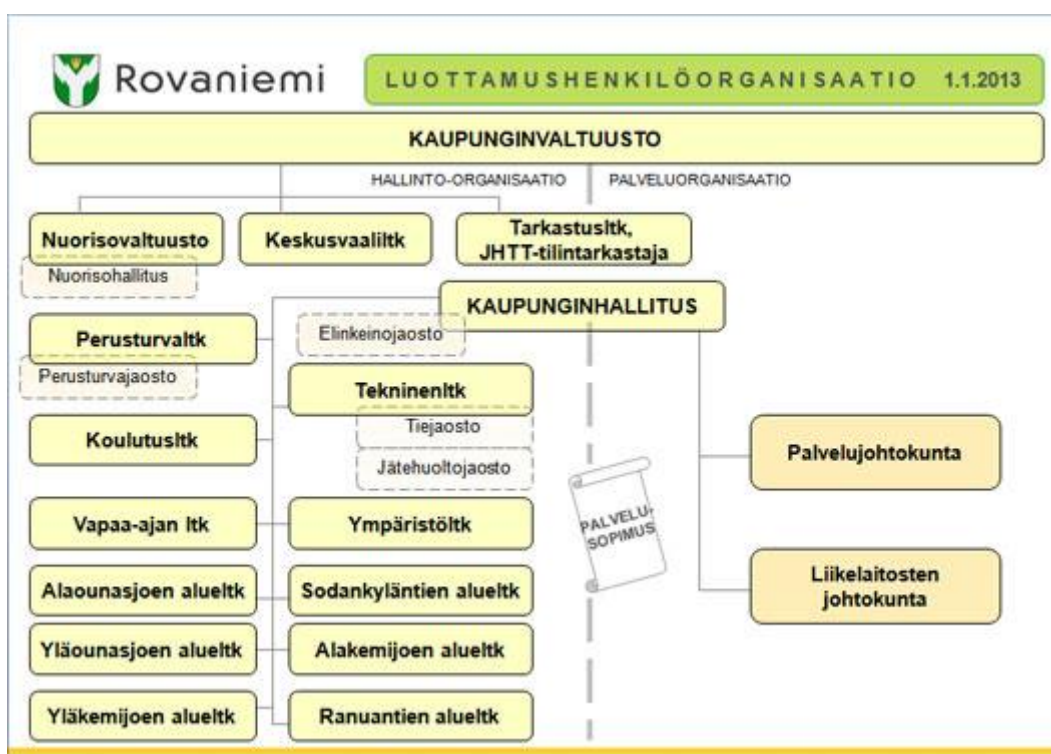 Rovaniemi
LUOTTAMUSHENKILÖORGANISAATIO 1.1.2013
KAUPUNGINVALTUUSTO
HALLINTO-ORGANISAATIO
PALVELUORGANISAATIO
Nuorisovaltuusto
Nuorisohallitus
Keskusvaaliltk
Tarkastusltk,
JHTT-tilintarkastaja
KAUPUNGINHALLITUS
Elinkeinojaosto
Perusturvaltk
Perusturvajaosto
Tekninenltk
Tiejaosto
Jätehuoltojaosto
Koulutusltk
Vapaa-ajan ltk
Ympäristöltk
Alaounasjoen alueltk
Sodankyläntien alueltk
Yläounasjoen alueltk
Alakemijoen alueltk
Yläkemijoen alueltk
Ranuantien alueltk
PALVELU-
SOPIMUS
Palvelujohtokunta
Liikelaitosten
johtokunta